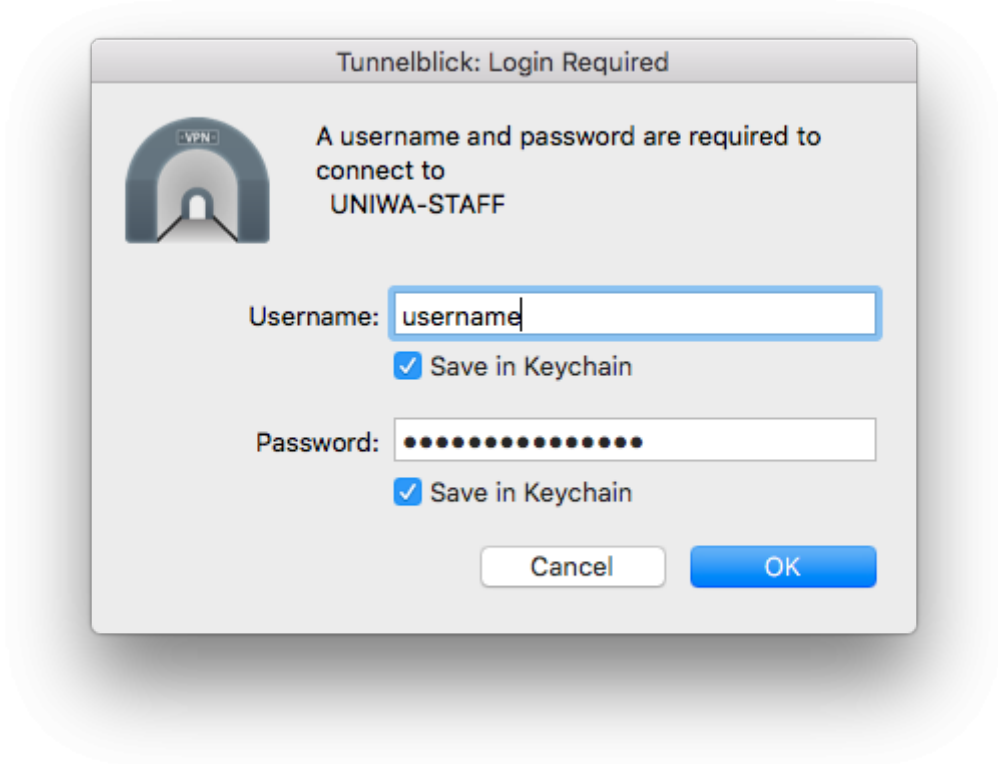 Tunnelblick: Login Required
VPN
A username and password are required to
connect to
UNIWA-STAFF
Username: username
Save in Keychain
Password: •••••••••••••••
Save in Keychain
Cancel OK